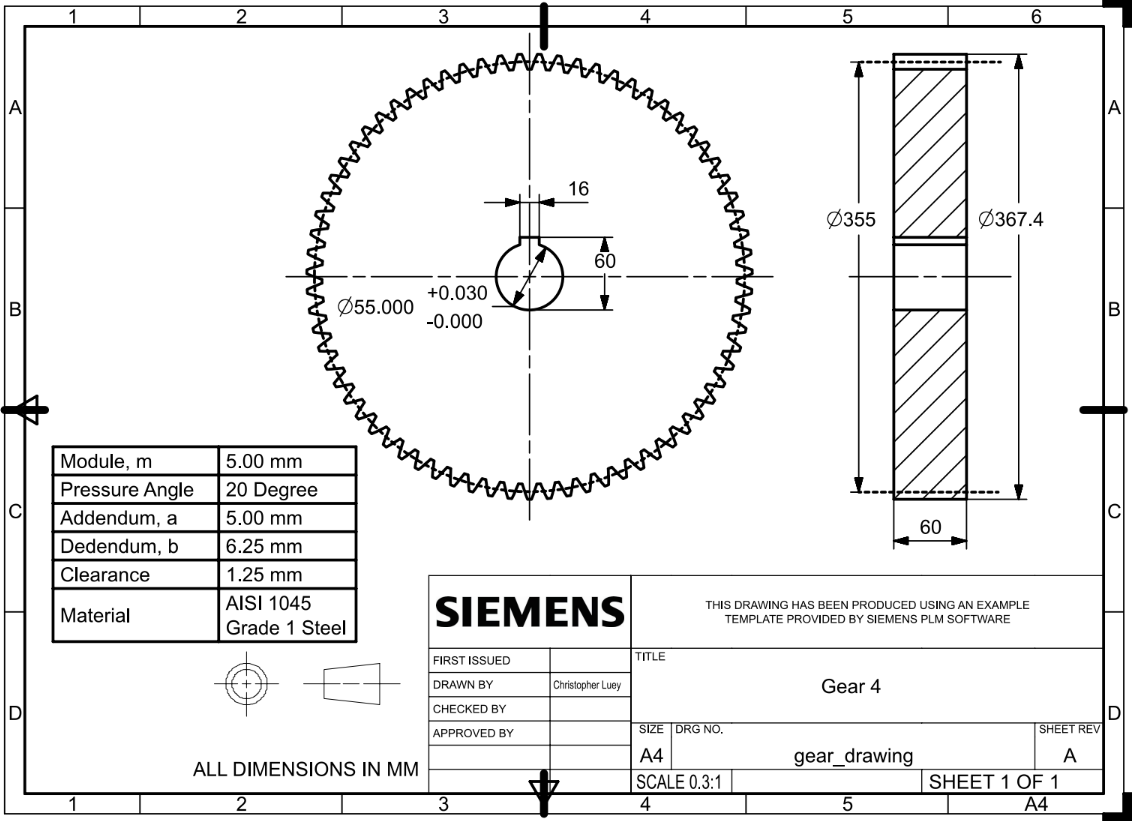 1 2 3 4 5 6
A A
16
Ø355 Ø367.4
60
+0.030
Ø55.000
-0.000
B B
60
C C
Module, m 5.00 mm
Pressure Angle 20 Degree
Addendum, a 5.00 mm
Dedendum, b 6.25 mm
Clearance 1.25 mm
Material AISI 1045
Grade 1 Steel
SIEMENS
THIS DRAWING HAS BEEN PRODUCED USING AN EXAMPLE
TEMPLATE PROVIDED BY SIEMENS PLM SOFTWARE
FIRST ISSUED
DRAWN BY Christopher Luey
CHECKED BY
APPROVED BY
TITLE
Gear 4
D D
SIZE DRG NO. SHEET REV
A4 gear_drawing A
SCALE 0.3:1 SHEET 1 OF 1
ALL DIMENSIONS IN MM
1 2 3 4 5 A4